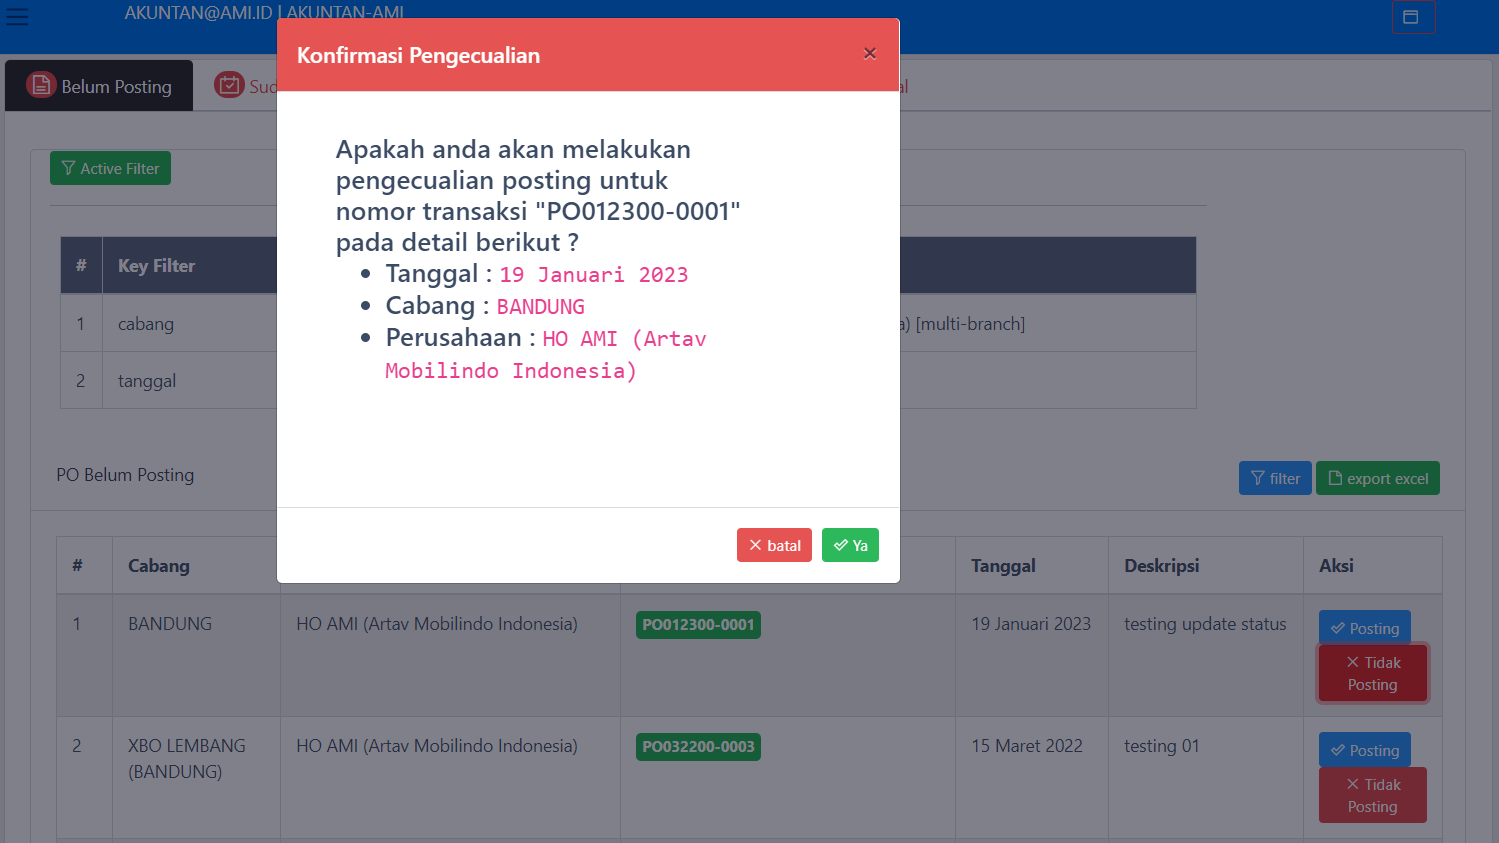 AKUNTAN@AMI.ID | AKUNTAN-AMI
Konfirmasi Pengecualian
×
Belum Posting
Apakah anda akan melakukan
pengecualian posting untuk
nomor transaksi "PO012300-0001"
pada detail berikut ?
• Tanggal : 19 Januari 2023
• Cabang : BANDUNG
• Perusahaan : HO AMI (Artav
Mobilindo Indonesia)
batal
Ya
Active Filter
# Key Filter
1 cabang [multi-branch]
2 tanggal
PO Belum Posting
filter
export excel
# Cabang Tanggal Deskripsi Aksi
1 BANDUNG HO AMI (Artav Mobilindo Indonesia) PO012300-0001 19 Januari 2023 testing update status Posting
Tidak
Posting
2 XBO LEMBANG HO AMI (Artav Mobilindo Indonesia) PO032200-0003 15 Maret 2022 testing 01 Posting
(BANDUNG)
Tidak
Posting